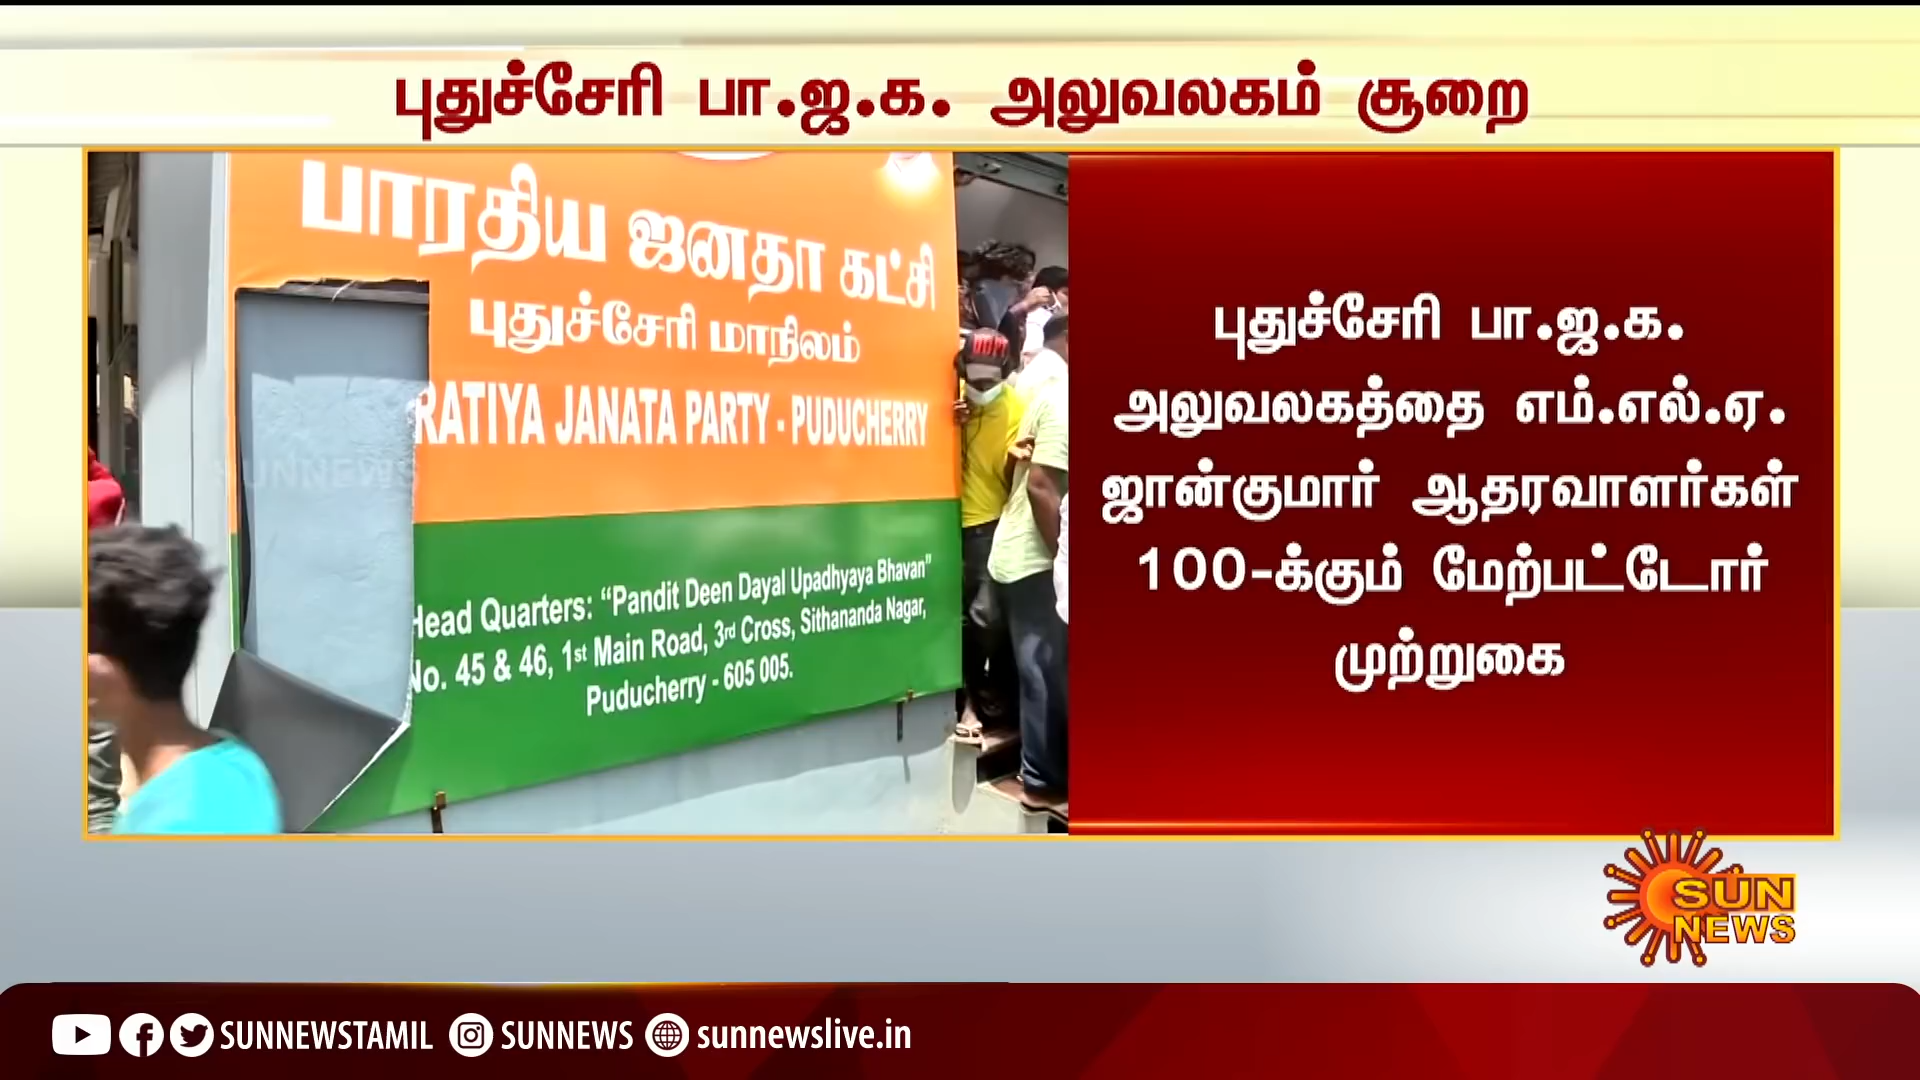 புதுச்சேரி பா.ஜ.க. அலுவலகம் சூறை
பாரதிய ஜனதா கட்சி
புதுச்சேரி மாநிலம்
RATIYA JANATA PARTY - PUDUCHERRY
SUNNEWS
Head Quarters: “Pandit Deen Dayal Upadhyaya Bhavan”
No. 45 & 46, 1st Main Road, 3rd Cross, Sithananda Nagar,
Puducherry - 605 005.
புதுச்சேரி பா.ஜ.க.
அலுவலகத்தை எம்.எல்.ஏ.
ஜான்குமார் ஆதரவாளர்கள்
100-க்கும் மேற்பட்டோர்
முற்றுகை
SUN
NEWS
SUNNEWSTAMIL SUNNEWS sunnewslive.in